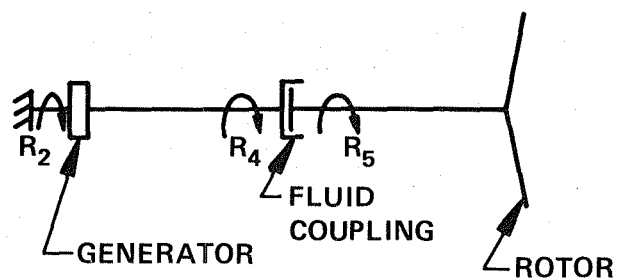 R2
R4
R5
FLUID
COUPLING
GENERATOR
ROTOR